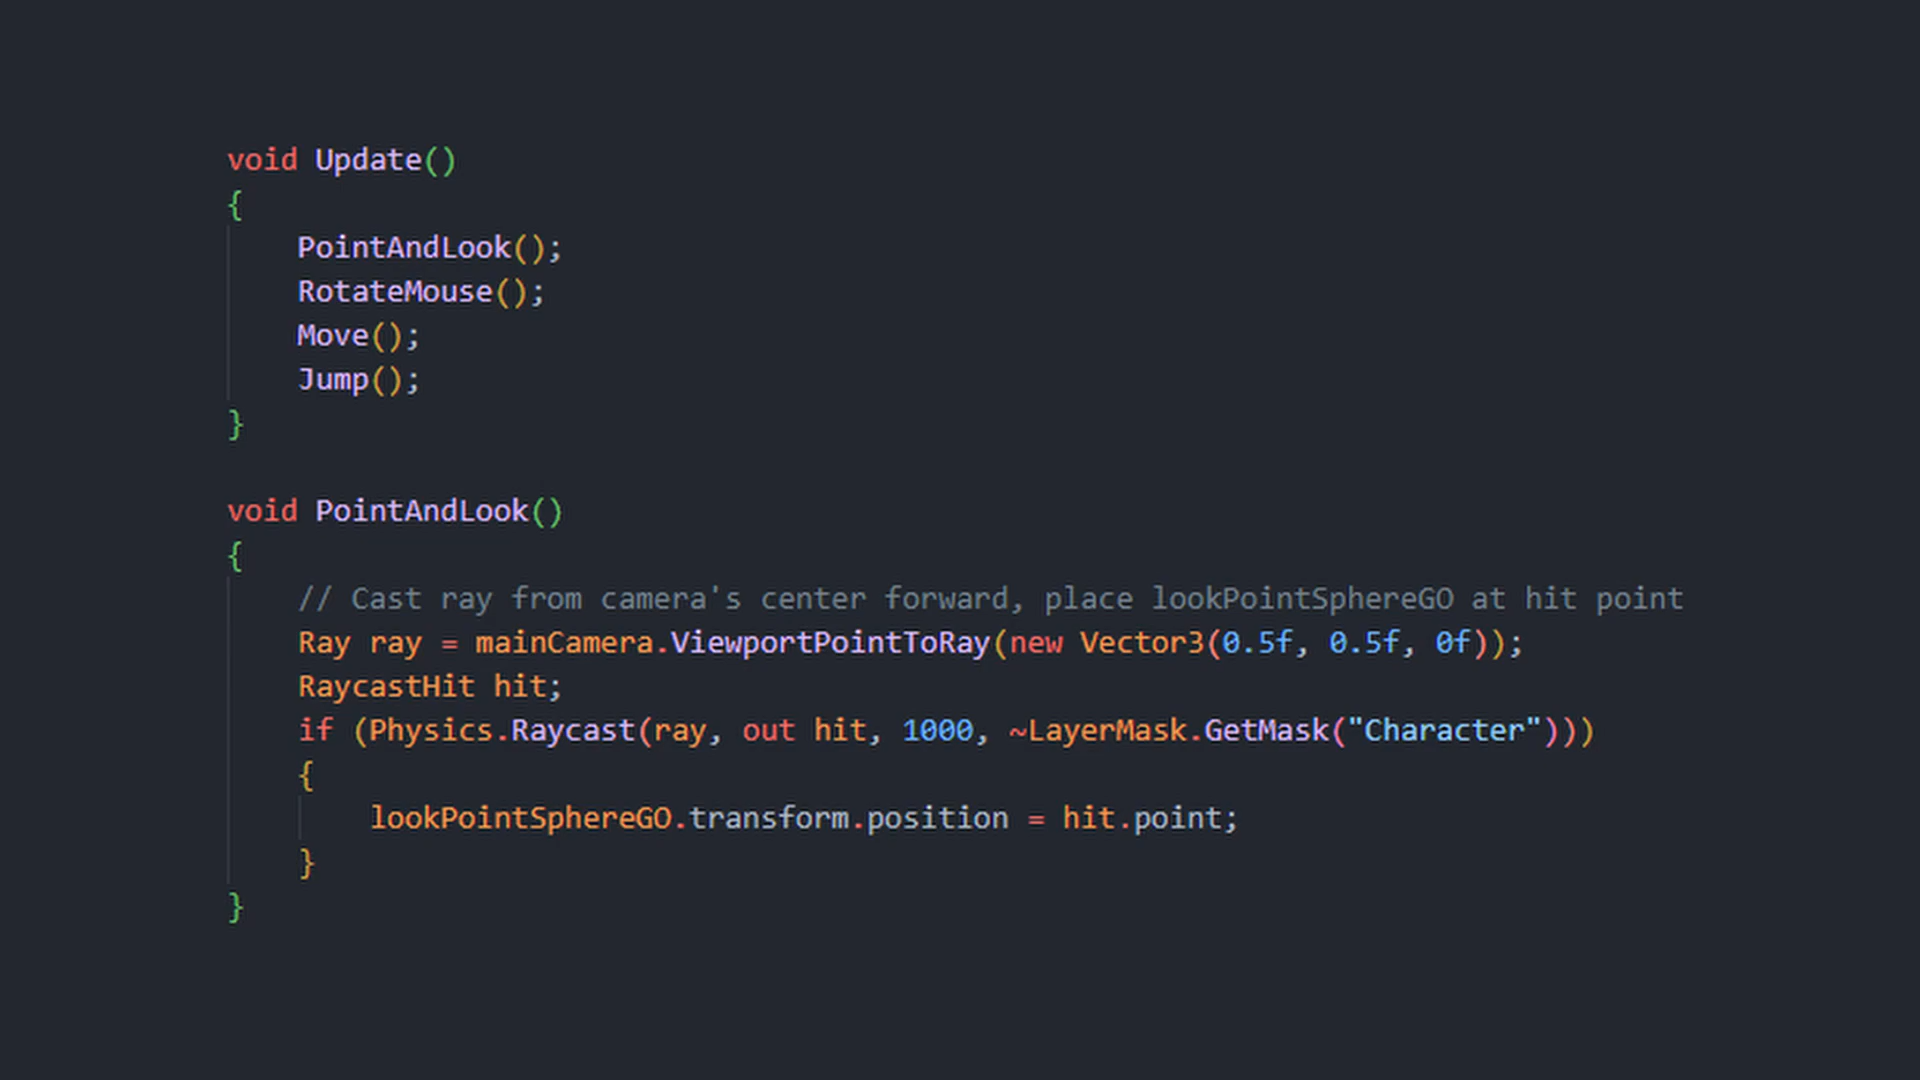 void Update()
{
    PointAndLook();
    RotateMouse();
    Move();
    Jump();
}

void PointAndLook()
{
    // Cast ray from camera's center forward, place lookPointSphereGO at hit point
    Ray ray = mainCamera.ViewportPointToRay(new Vector3(0.5f, 0.5f, 0f));
    RaycastHit hit;
    if (Physics.Raycast(ray, out hit, 1000, ~LayerMask.GetMask("Character")))
    {
        lookPointSphereGO.transform.position = hit.point;
    }
}